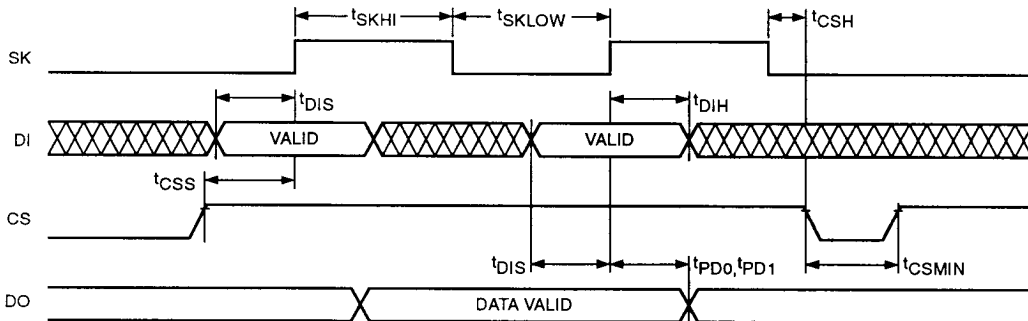 tSKHI tSKLOW tCSH
SK
tDIS tDIH
DI VALID VALID
tCSS
CS
tDIS tPD0,tPD1 tCSMIN
DO DATA VALID